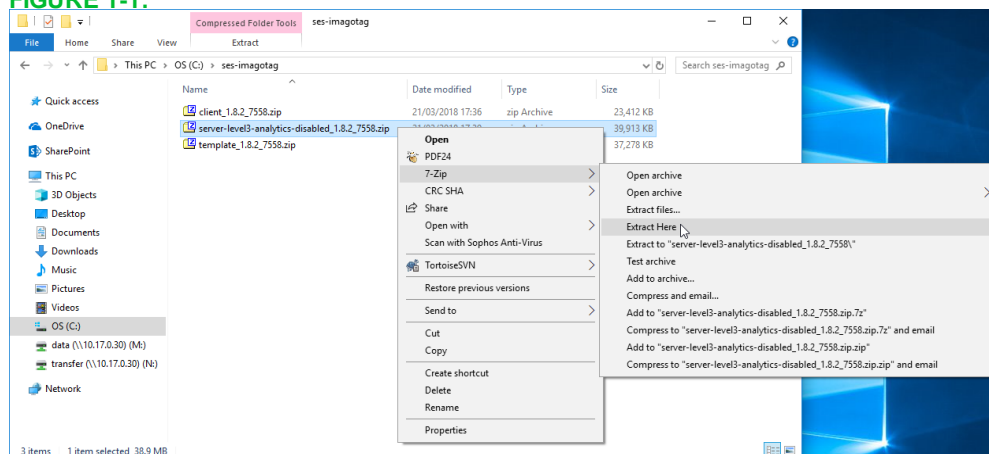 FIGURE 1-1.
Compressed Folder Tools ses-imagotag
File Home Share View Extract
This PC > OS (C:) > ses-imagotag Search ses-imagotag
Name Date modified Type Size
Quick access
client_1.8.2_7558.zip 21/03/2018 17:36 zip Archive 23,412 KB
OneDrive
server-level3-analytics-disabled_1.8.2_7558.zip 39,913 KB
SharePoint
template_1.8.2_7558.zip 37,278 KB
This PC
3D Objects
Desktop
Documents
Downloads
Music
Pictures
Videos
OS (C:)
data (\\10.17.0.30) (M:)
transfer (\\10.17.0.30) (N:)
Network
3 items 1 item selected 38.9 MB
Open
PDF24
7-Zip
CRC SHA
Share
Open with
Scan with Sophos Anti-Virus
TortoiseSVN
Restore previous versions
Send to
Cut
Copy
Create shortcut
Delete
Rename
Properties
Open archive
Open archive
Extract files...
Extract Here
Extract to "server-level3-analytics-disabled_1.8.2_7558\"
Test archive
Add to archive...
Compress and email...
Add to "server-level3-analytics-disabled_1.8.2_7558.zip.7z"
Compress to "server-level3-analytics-disabled_1.8.2_7558.zip.7z" and email
Add to "server-level3-analytics-disabled_1.8.2_7558.zip.zip"
Compress to "server-level3-analytics-disabled_1.8.2_7558.zip.zip" and email